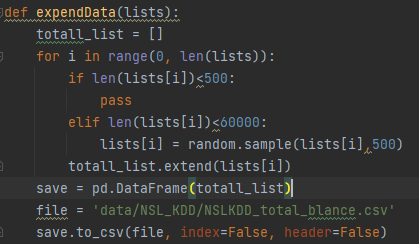 def expendData(lists):
    totall_list = []
    for i in range(0, len(lists)):
        if len(lists[i])<500:
            pass
        elif len(lists[i])<60000:
            lists[i] = random.sample(lists[i],500)
        totall_list.extend(lists[i])
    save = pd.DataFrame(totall_list)
    file = 'data/NSL_KDD/NSLKDD_total_blance.csv'
    save.to_csv(file, index=False, header=False)